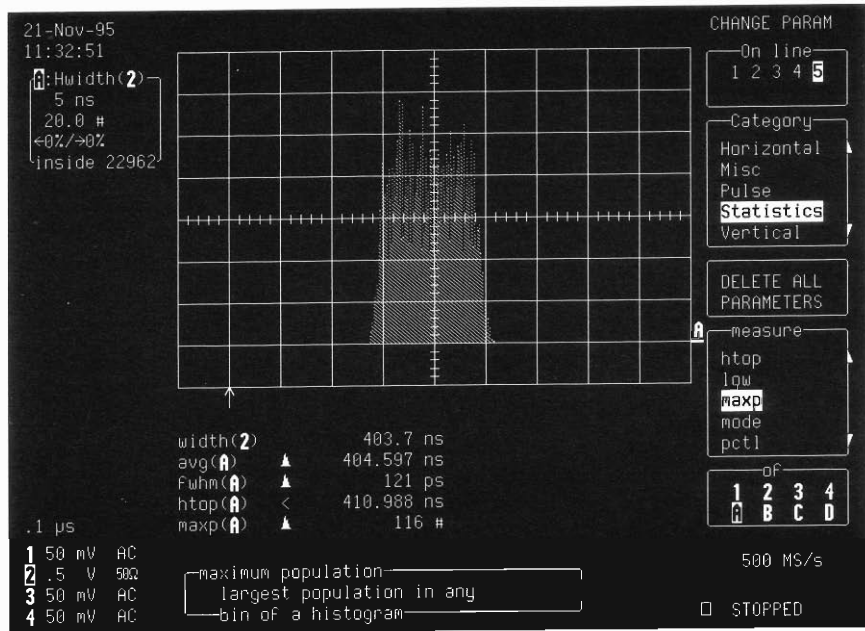 21-Nov-95
11:32:51
A:Hwidth(2)
5 ns
20.0 #
←0%/→0%
inside 22962
CHANGE PARAM
On line
1 2 3 4 5
Category
Horizontal
Misc
Pulse
Statistics
Vertical
DELETE ALL
PARAMETERS
A
measure
htop
low
maxp
mode
pctl
of
1 2 3 4
A B C D
width(2) 403.7 ns
avg(A) 404.597 ns
fwhm(A) 121 ps
htop(A) < 410.988 ns
maxp(A) 116 #
.1 µs
1 50 mV AC
2 .5 V 50Ω
3 50 mV AC
4 50 mV AC
maximum population
largest population in any
bin of a histogram
500 MS/s
□ STOPPED